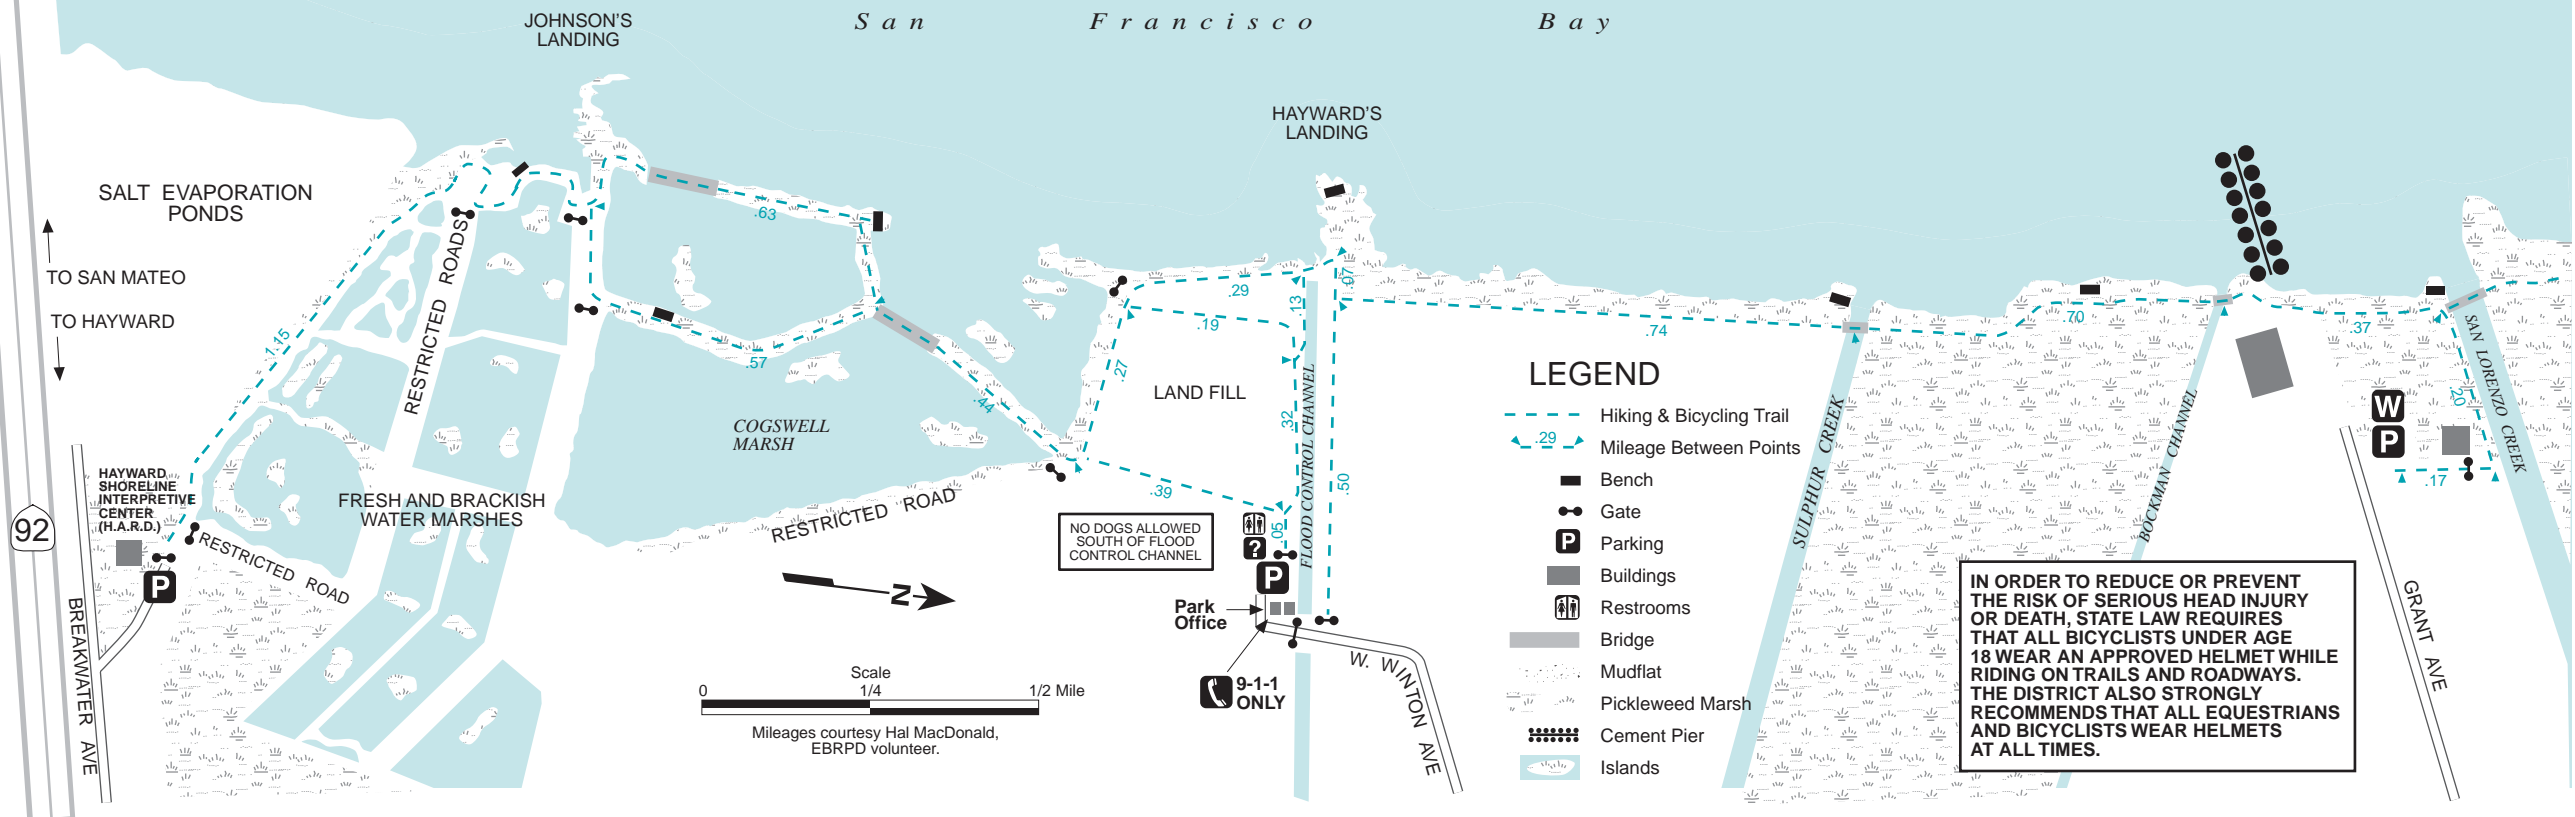 San Francisco Bay
JOHNSON'S
LANDING
HAYWARD'S
LANDING
SALT EVAPORATION
PONDS
TO SAN MATEO
TO HAYWARD
92
BREAKWATER AVE
HAYWARD
SHORELINE
INTERPRETIVE
CENTER
(H.A.R.D.)
P
RESTRICTED ROAD
RESTRICTED ROADS
1.15
FRESH AND BRACKISH
WATER MARSHES
.63
.57
.44
COGSWELL
MARSH
RESTRICTED ROAD
N
Scale
0 1/4 1/2 Mile
Mileages courtesy Hal MacDonald,
EBRPD volunteer.
.29
.19
.13
.07
.27
LAND FILL
.32
.39
.05
.50
FLOOD CONTROL CHANNEL
NO DOGS ALLOWED
SOUTH OF FLOOD
CONTROL CHANNEL
?
P
Park
Office
9-1-1
ONLY
W. WINTON AVE
.74
.70
.37
.20
.17
LEGEND
Hiking & Bicycling Trail
.29 Mileage Between Points
Bench
Gate
P Parking
Buildings
Restrooms
Bridge
Mudflat
Pickleweed Marsh
Cement Pier
Islands
SULPHUR CREEK
BOCKMAN CHANNEL
SAN LORENZO CREEK
W
P
GRANT AVE
IN ORDER TO REDUCE OR PREVENT
THE RISK OF SERIOUS HEAD INJURY
OR DEATH, STATE LAW REQUIRES
THAT ALL BICYCLISTS UNDER AGE
18 WEAR AN APPROVED HELMET WHILE
RIDING ON TRAILS AND ROADWAYS.
THE DISTRICT ALSO STRONGLY
RECOMMENDS THAT ALL EQUESTRIANS
AND BICYCLISTS WEAR HELMETS
AT ALL TIMES.